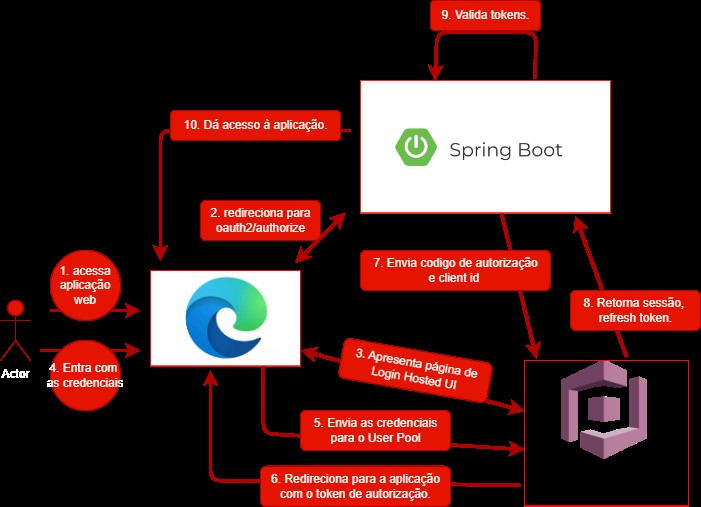 9. Valida tokens.
10. Dá acesso à aplicação.
Spring Boot
2. redireciona para
oauth2/authorize
7. Envia codigo de autorização
e client id
1. acessa
aplicação
web
8. Retorna sessão,
refresh token.
3. Apresenta página de
Login Hosted UI
Actor
4. Entra com
as credenciais
5. Envia as credenciais
para o User Pool
6. Redireciona para a aplicação
com o token de autorização.